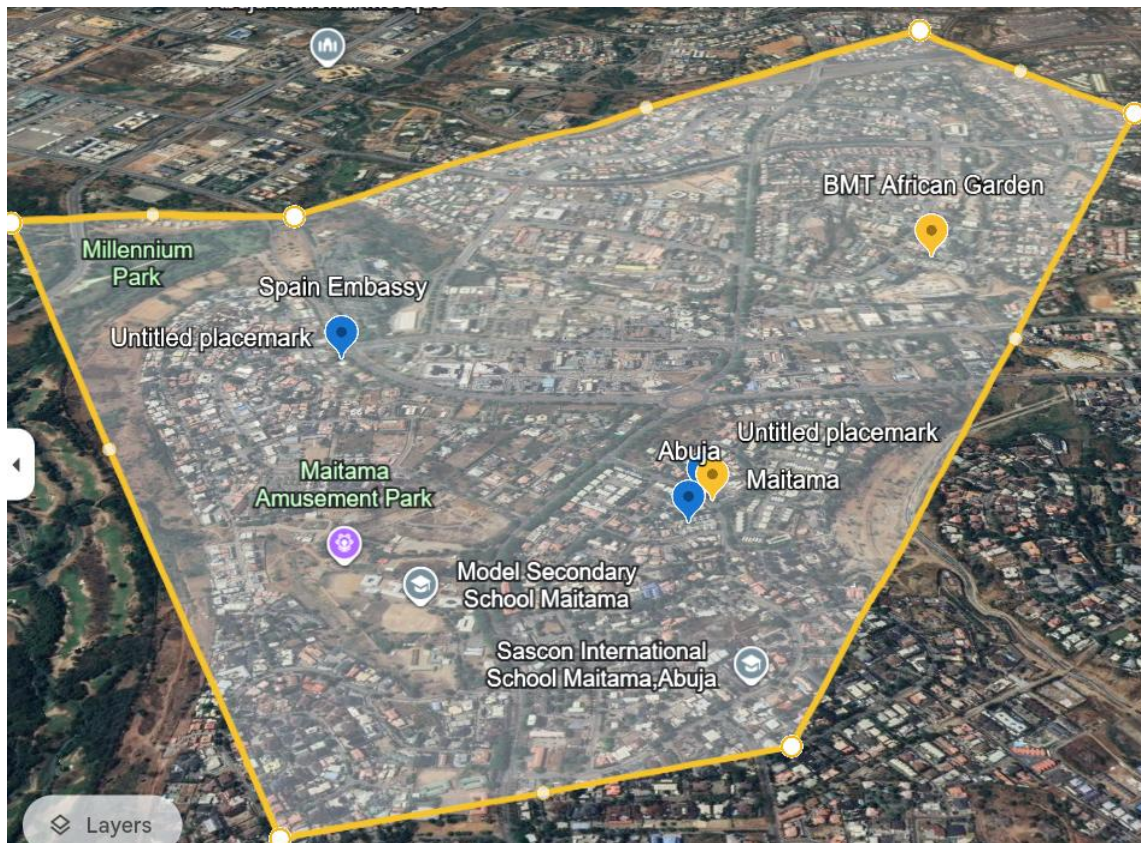 BMT African Garden
Millennium
Park
Spain Embassy
Untitled placemark
Untitled placemark
Abuja
Maitama
Maitama
Amusement Park
Model Secondary
School Maitama
Sascon International
School Maitama,Abuja
Layers